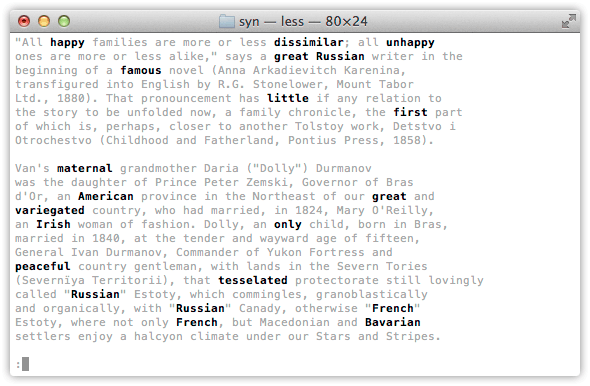 syn — less — 80×24
"All happy families are more or less dissimilar; all unhappy
ones are more or less alike," says a great Russian writer in the
beginning of a famous novel (Anna Arkadievitch Karenina,
transfigured into English by R.G. Stonelower, Mount Tabor
Ltd., 1880). That pronouncement has little if any relation to
the story to be unfolded now, a family chronicle, the first part
of which is, perhaps, closer to another Tolstoy work, Detstvo i
Otrochestvo (Childhood and Fatherland, Pontius Press, 1858).
Van's maternal grandmother Daria ("Dolly") Durmanov
was the daughter of Prince Peter Zemski, Governor of Bras
d'Or, an American province in the Northeast of our great and
variegated country, who had married, in 1824, Mary O'Reilly,
an Irish woman of fashion. Dolly, an only child, born in Bras,
married in 1840, at the tender and wayward age of fifteen,
General Ivan Durmanov, Commander of Yukon Fortress and
peaceful country gentleman, with lands in the Severn Tories
(Severnïya Territorii), that tesselated protectorate still lovingly
called "Russian" Estoty, which commingles, granoblastically
and organically, with "Russian" Canady, otherwise "French"
Estoty, where not only French, but Macedonian and Bavarian
settlers enjoy a halcyon climate under our Stars and Stripes.
: